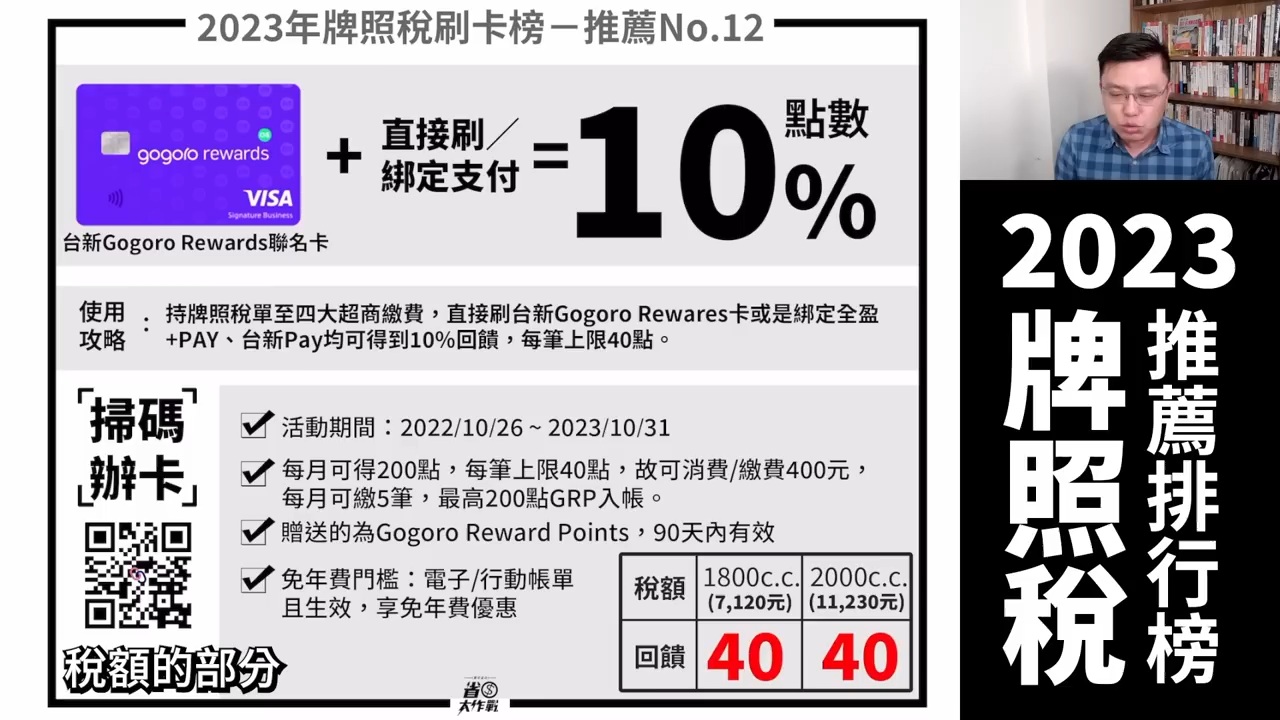 2023年牌照稅刷卡榜－推薦No.12
gogoro rewards
VISA
Signature Business
台新Gogoro Rewards聯名卡
+
直接刷／
綁定支付
=
10
點數
%
使用
攻略
：
持牌照稅單至四大超商繳費，直接刷台新Gogoro Rewares卡或是綁定全盈
+PAY、台新Pay均可得到10%回饋，每筆上限40點。
掃碼
辦卡
活動期間：2022/10/26 ~ 2023/10/31
每月可得200點，每筆上限40點，故可消費/繳費400元，
每月可繳5筆，最高200點GRP入帳。
贈送的為Gogoro Reward Points，90天內有效
免年費門檻：電子/行動帳單
且生效，享免年費優惠
稅額
1800c.c.
(7,120元)
2000c.c.
(11,230元)
回饋
40
40
稅額的部分
省
大作戰
2023
牌照稅
推薦排行榜